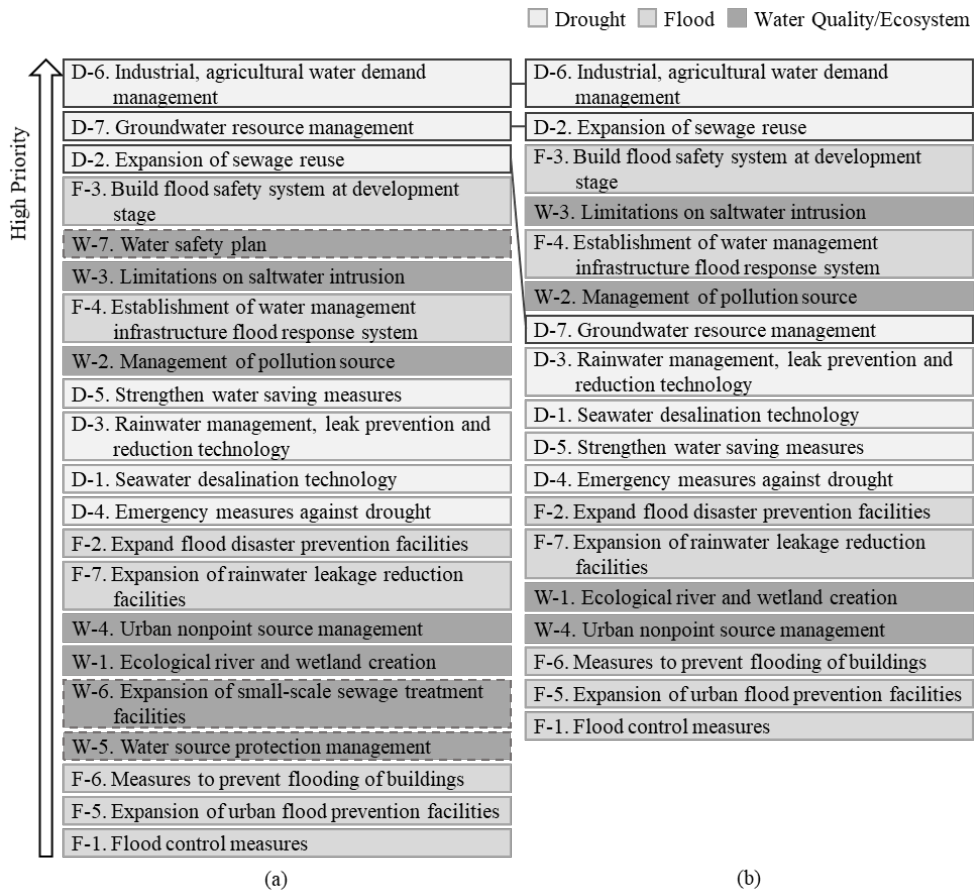 Drought
Flood
Water Quality/Ecosystem
High Priority
D-6. Industrial, agricultural water demand
management
D-7. Groundwater resource management
D-2. Expansion of sewage reuse
F-3. Build flood safety system at development
stage
W-7. Water safety plan
W-3. Limitations on saltwater intrusion
F-4. Establishment of water management
infrastructure flood response system
W-2. Management of pollution source
D-5. Strengthen water saving measures
D-3. Rainwater management, leak prevention and
reduction technology
D-1. Seawater desalination technology
D-4. Emergency measures against drought
F-2. Expand flood disaster prevention facilities
F-7. Expansion of rainwater leakage reduction
facilities
W-4. Urban nonpoint source management
W-1. Ecological river and wetland creation
W-6. Expansion of small-scale sewage treatment
facilities
W-5. Water source protection management
F-6. Measures to prevent flooding of buildings
F-5. Expansion of urban flood prevention facilities
F-1. Flood control measures
(a)
D-6. Industrial, agricultural water demand
management
D-2. Expansion of sewage reuse
F-3. Build flood safety system at development
stage
W-3. Limitations on saltwater intrusion
F-4. Establishment of water management
infrastructure flood response system
W-2. Management of pollution source
D-7. Groundwater resource management
D-3. Rainwater management, leak prevention and
reduction technology
D-1. Seawater desalination technology
D-5. Strengthen water saving measures
D-4. Emergency measures against drought
F-2. Expand flood disaster prevention facilities
F-7. Expansion of rainwater leakage reduction
facilities
W-1. Ecological river and wetland creation
W-4. Urban nonpoint source management
F-6. Measures to prevent flooding of buildings
F-5. Expansion of urban flood prevention facilities
F-1. Flood control measures
(b)